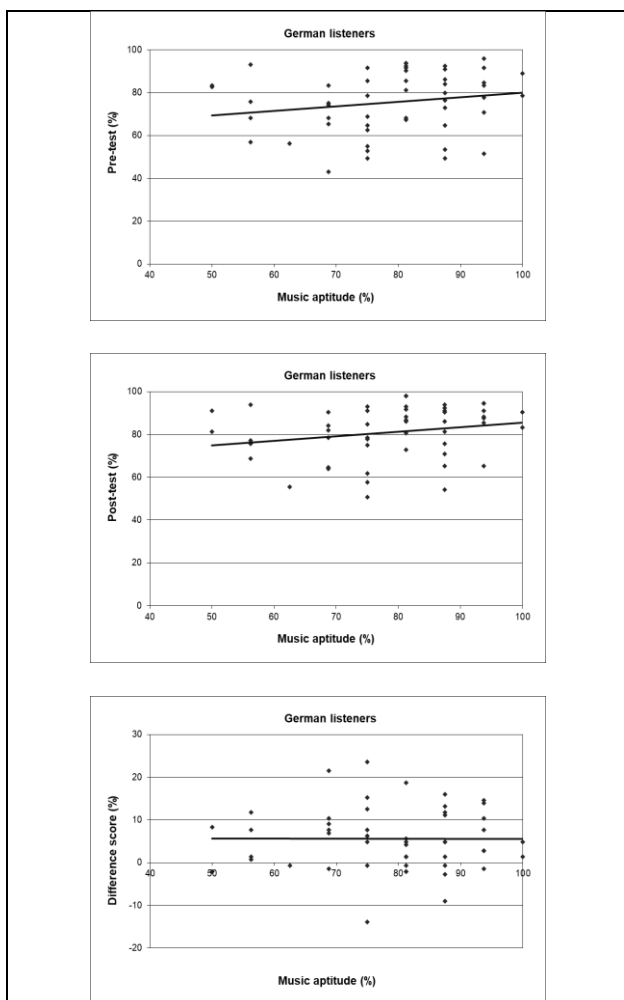 German listeners
100
80
60
40
20
0
Pre-test (%)
40 50 60 70 80 90 100
Music aptitude (%)
German listeners
100
80
60
40
20
0
Post-test (%)
40 50 60 70 80 90 100
Music aptitude (%)
German listeners
30
20
10
0
-10
-20
Difference score (%)
40 50 60 70 80 90 100
Music aptitude (%)